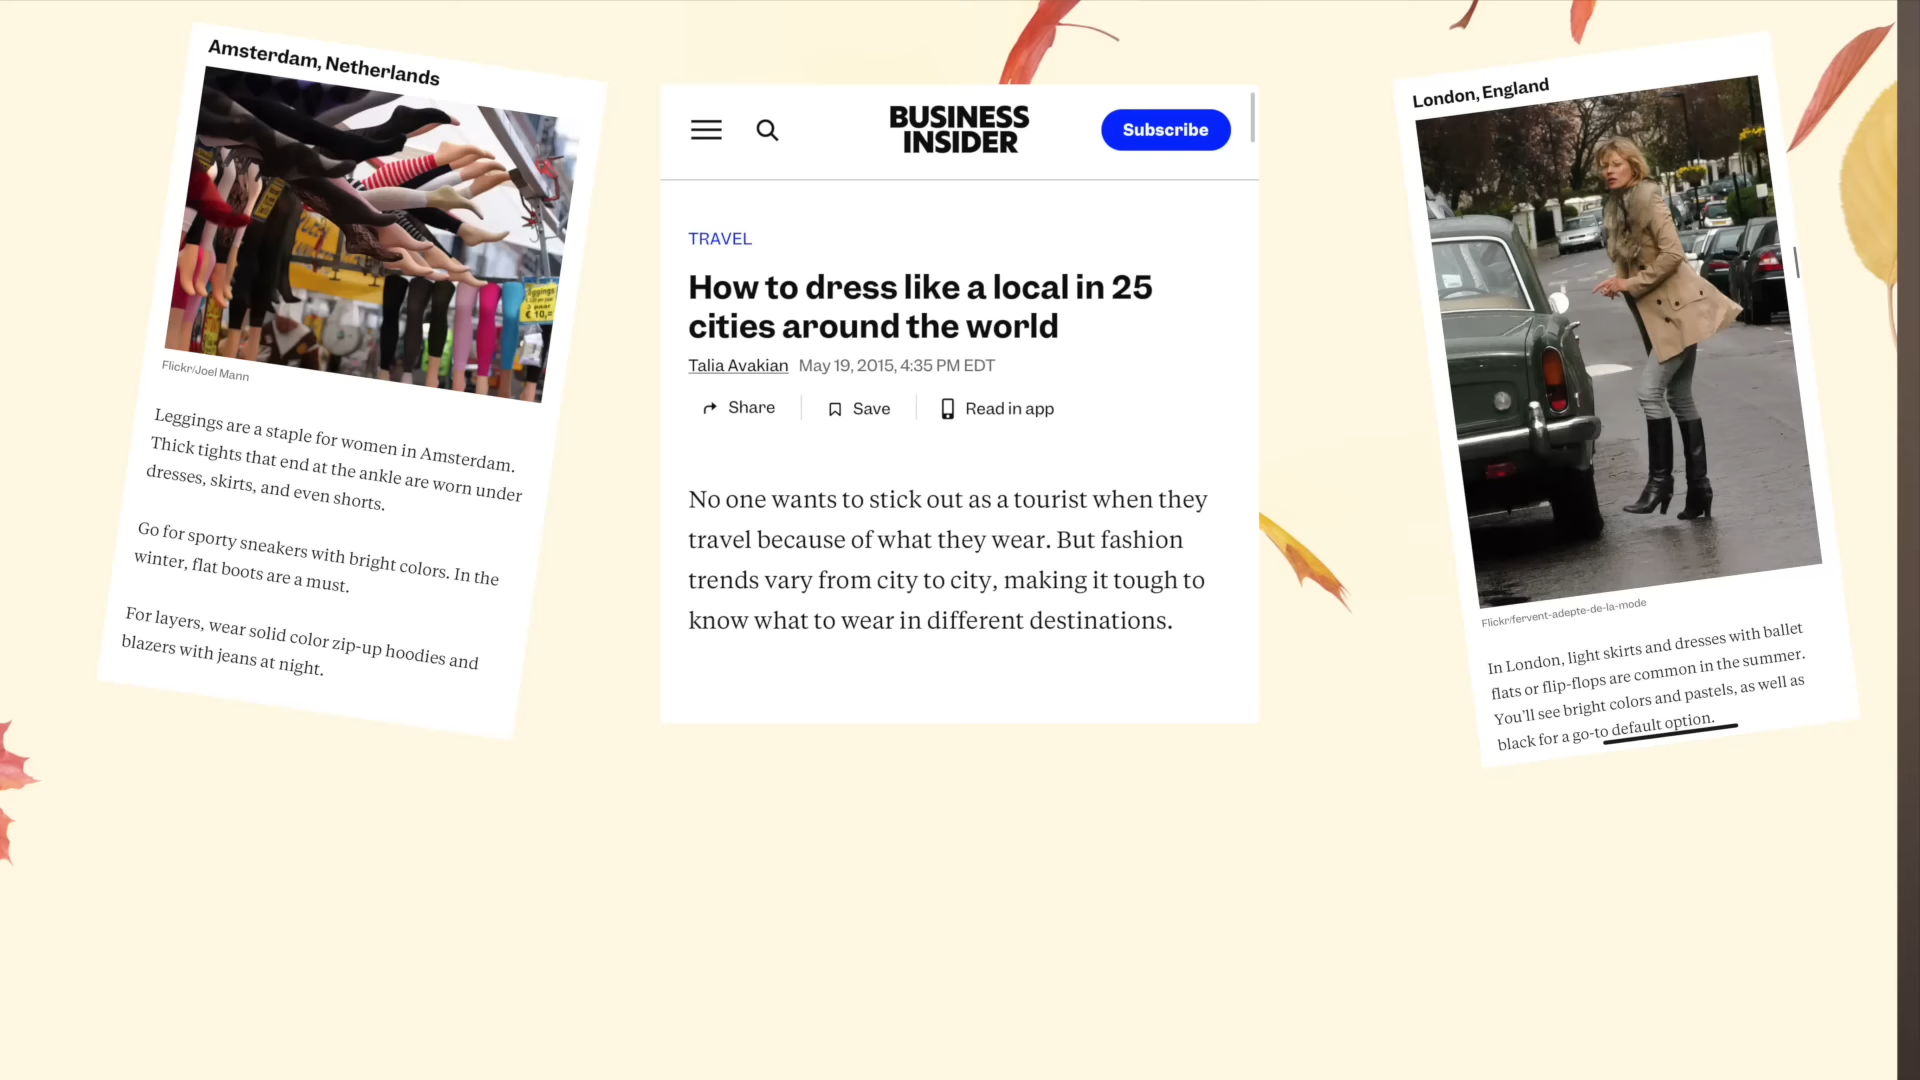 Amsterdam, Netherlands
Flickr/Joel Mann
Leggings are a staple for women in Amsterdam.
Thick tights that end at the ankle are worn under
dresses, skirts, and even shorts.
Go for sporty sneakers with bright colors. In the
winter, flat boots are a must.
For layers, wear solid color zip-up hoodies and
blazers with jeans at night.
BUSINESS
INSIDER
Subscribe
TRAVEL
How to dress like a local in 25
cities around the world
Talia Avakian May 19, 2015, 4:35 PM EDT
Share
Save
Read in app
No one wants to stick out as a tourist when they
travel because of what they wear. But fashion
trends vary from city to city, making it tough to
know what to wear in different destinations.
London, England
Flickr/fervent-adepte-de-la-mode
In London, light skirts and dresses with ballet
flats or flip-flops are common in the summer.
You'll see bright colors and pastels, as well as
black for a go-to default option.